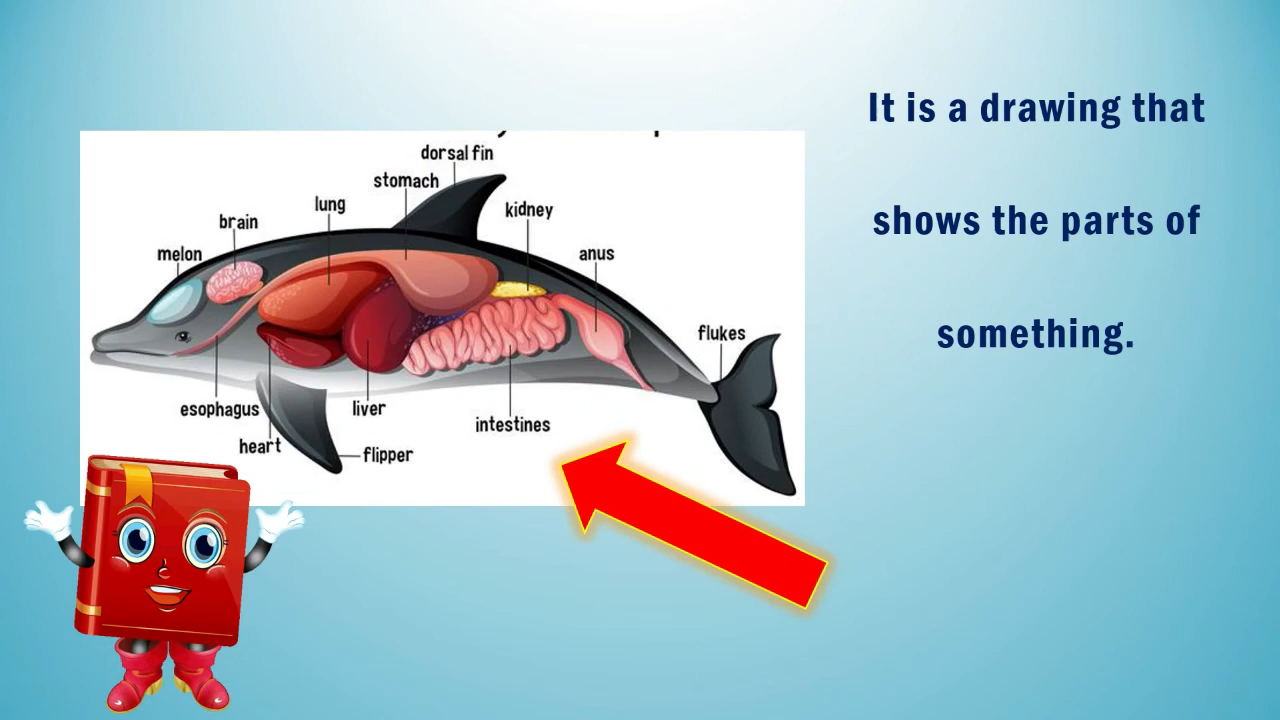 dorsal fin
stomach
lung
kidney
brain
melon
anus
flukes
esophagus
liver
intestines
heart
flipper
It is a drawing that
shows the parts of
something.